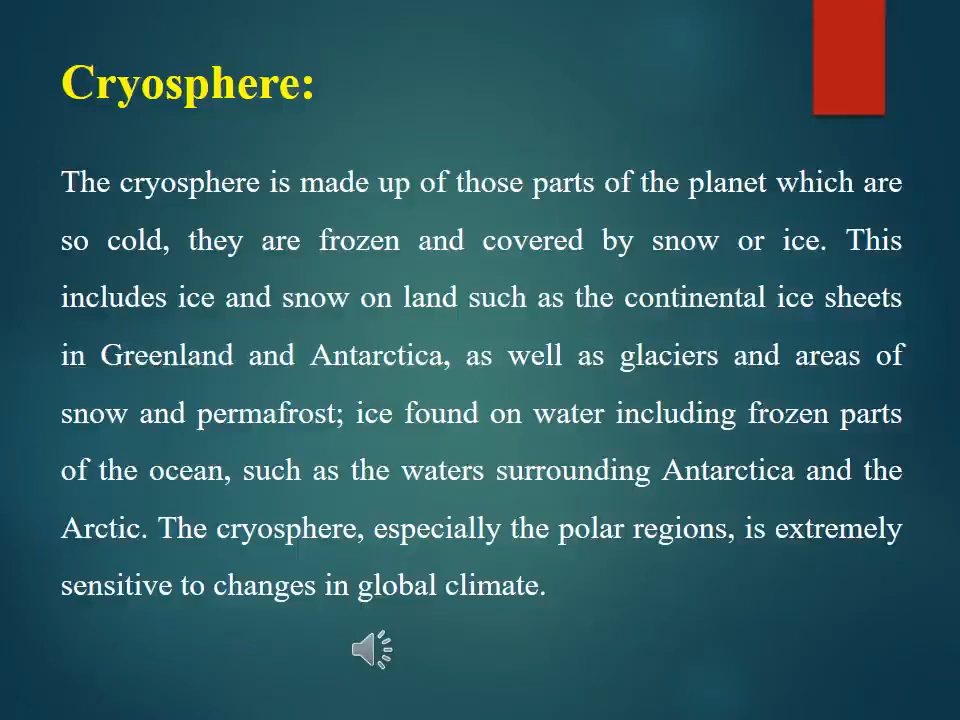 Cryosphere:
The cryosphere is made up of those parts of the planet which are
so cold, they are frozen and covered by snow or ice. This
includes ice and snow on land such as the continental ice sheets
in Greenland and Antarctica, as well as glaciers and areas of
snow and permafrost; ice found on water including frozen parts
of the ocean, such as the waters surrounding Antarctica and the
Arctic. The cryosphere, especially the polar regions, is extremely
sensitive to changes in global climate.